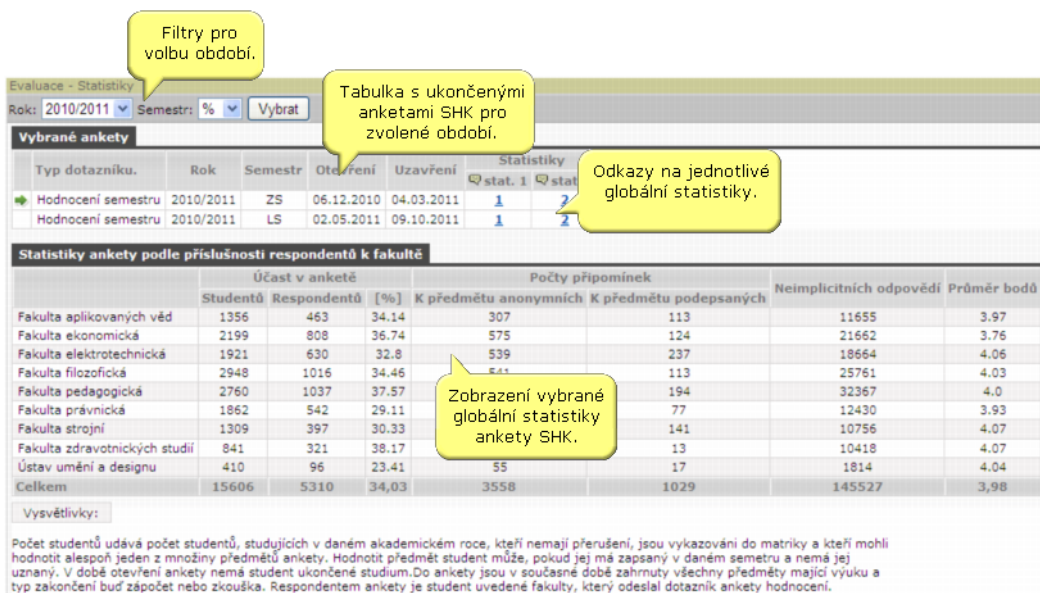 Filtry pro
volbu období.
Evaluace - Statistiky
Rok: 2010/2011 Semestr: % Vybrat
Tabulka s ukončenými
anketami SHK pro
zvolené období.
Vybrané ankety
Typ dotazníku. Rok Semestr Otevření Uzavření Statistiky
stat. 1 stat
Odkazy na jednotlivé
globální statistiky.
Hodnocení semestru 2010/2011 ZS 06.12.2010 04.03.2011 1 2
Hodnocení semestru 2010/2011 LS 02.05.2011 09.10.2011 1 2
Statistiky ankety podle příslušnosti respondentů k fakultě
Účast v anketě Počty připomínek Neimplicitních odpovědí Průměr bodů
Studentů Respondentů [%] K předmětu anonymních K předmětu podepsaných
Fakulta aplikovaných věd 1356 463 34.14 307 113 11655 3.97
Fakulta ekonomická 2199 808 36.74 575 124 21662 3.76
Fakulta elektrotechnická 1921 630 32.8 539 237 18664 4.06
Fakulta filozofická 2948 1016 34.46 541 113 25761 4.03
Fakulta pedagogická 2760 1037 37.57 194 32367 4.0
Fakulta právnická 1862 542 29.11 77 12430 3.93
Fakulta strojní 1309 397 30.33 141 10756 4.07
Fakulta zdravotnických studií 841 321 38.17 13 10418 4.07
Zobrazení vybrané
globální statistiky
ankety SHK.
Ústav umění a designu 410 96 23.41 55 17 1814 4.04
Celkem 15606 5310 34,03 3558 1029 145527 3,98
Vysvětlivky:
Počet studentů udává počet studentů, studujících v daném akademickém roce, kteří nemají přerušení, jsou vykazováni do matriky a kteří mohli
hodnotit alespoň jeden z množiny předmětů ankety. Hodnotit předmět student může, pokud jej má zapsaný v daném semetru a nemá jej
uznaný. V době otevření ankety nemá student ukončené studium.Do ankety jsou v současné době zahrnuty všechny předměty mající výuku a
typ zakončení buď zápočet nebo zkouška. Respondentem ankety je student uvedené fakulty, který odeslal dotazník ankety hodnocení.